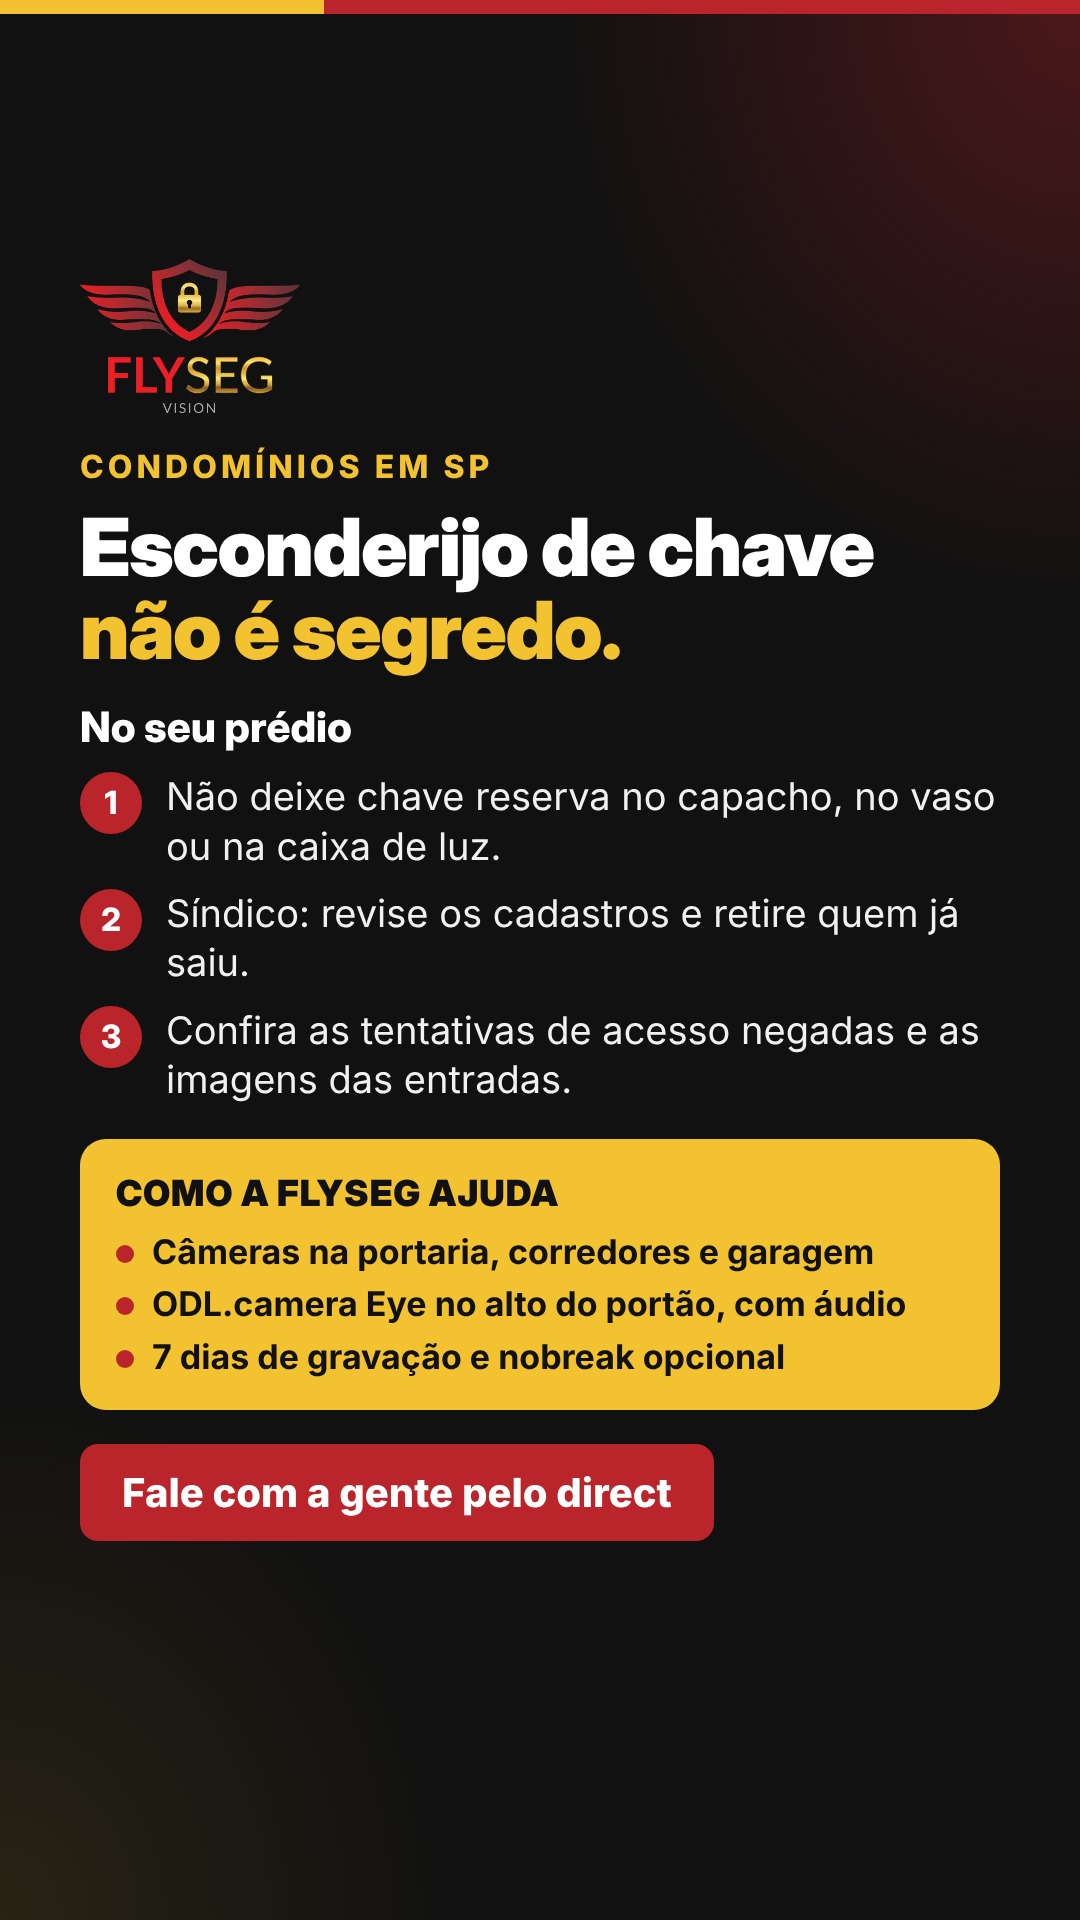 FLYSEG
VISION
CONDOMÍNIOS EM SP
Esconderijo de chave
não é segredo.
No seu prédio
1 Não deixe chave reserva no capacho, no vaso
ou na caixa de luz.
2 Síndico: revise os cadastros e retire quem já
saiu.
3 Confira as tentativas de acesso negadas e as
imagens das entradas.
COMO A FLYSEG AJUDA
Câmeras na portaria, corredores e garagem
ODL.camera Eye no alto do portão, com áudio
7 dias de gravação e nobreak opcional
Fale com a gente pelo direct